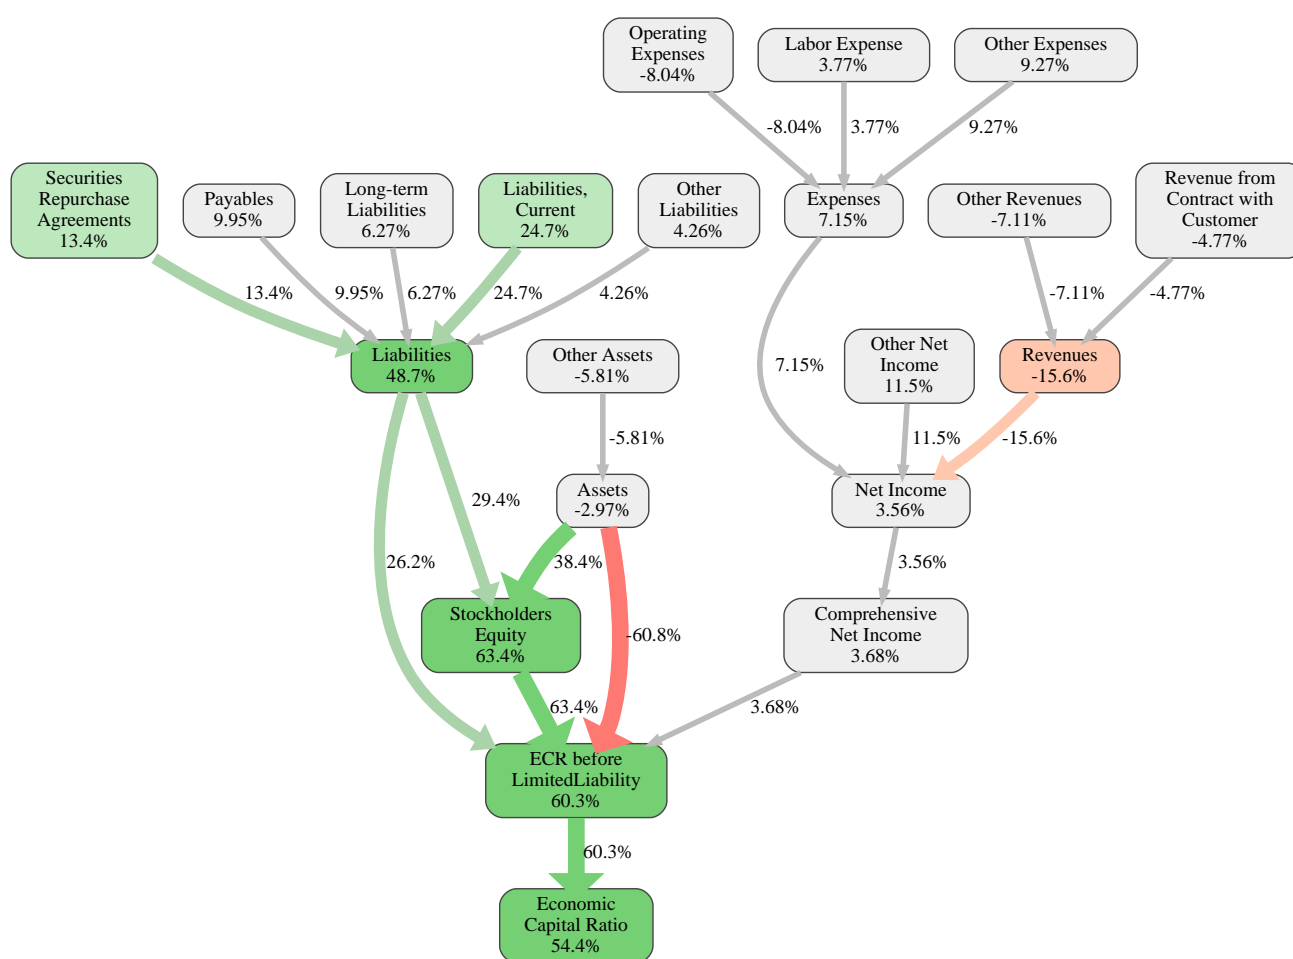 Operating
Expenses
-8.04%
Labor Expense
3.77%
Other Expenses
9.27%
-8.04%
3.77%
9.27%
Securities
Repurchase
Agreements
13.4%
Payables
9.95%
Long-term
Liabilities
6.27%
Liabilities,
Current
24.7%
Other
Liabilities
4.26%
Expenses
7.15%
Other Revenues
-7.11%
Revenue from
Contract with
Customer
-4.77%
13.4%
9.95%
6.27%
24.7%
4.26%
-7.11%
-4.77%
Liabilities
48.7%
Other Assets
-5.81%
7.15%
Other Net
Income
11.5%
Revenues
-15.6%
29.4%
-5.81%
11.5%
-15.6%
Assets
-2.97%
Net Income
3.56%
26.2%
38.4%
3.56%
Stockholders
Equity
63.4%
-60.8%
Comprehensive
Net Income
3.68%
63.4%
3.68%
ECR before
LimitedLiability
60.3%
60.3%
Economic
Capital Ratio
54.4%